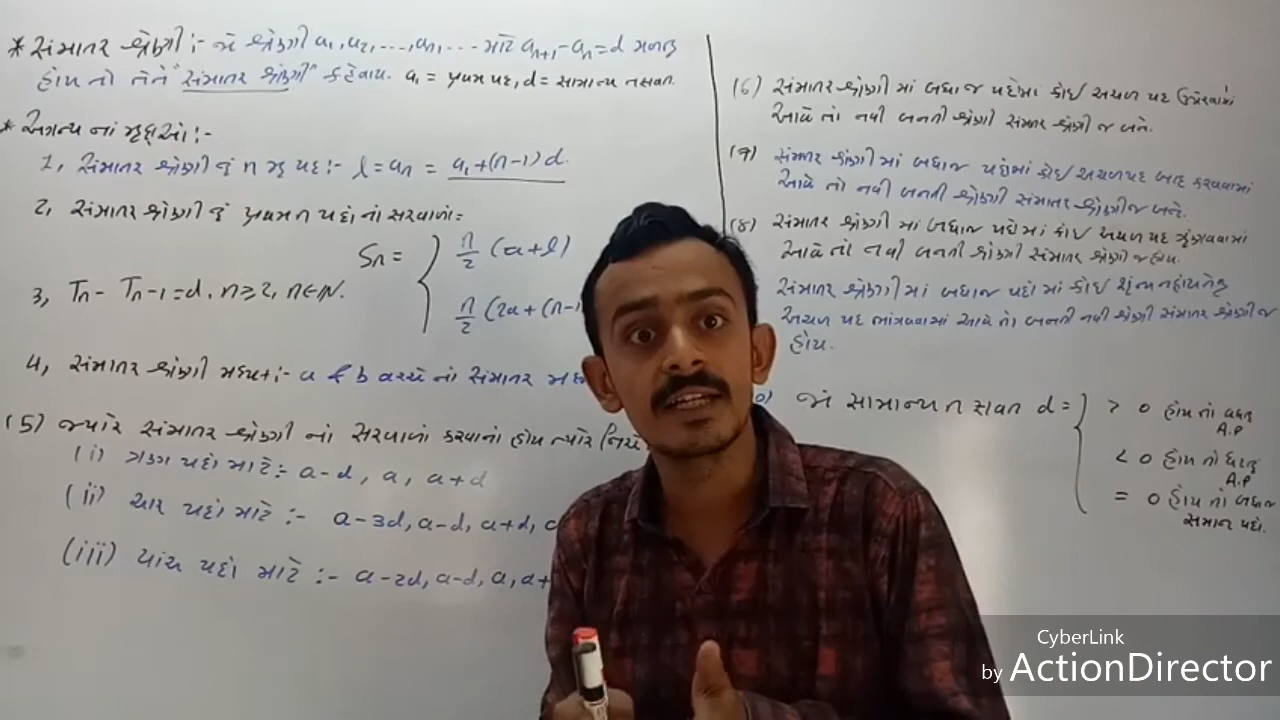 * સમાંતર શ્રેણી :- જે શ્રેણી a₁, a₂, ..., aₙ, ... માટે aₙ₊₁ - aₙ = d મળતુ
હોય તો તેને "સમાંતર શ્રેણી" કહેવાય. a₁ = પ્રથમ પદ, d = સામાન્ય તફાવત.
* અગત્ય ના મુદ્દાઓ :-
1, સમાંતર શ્રેણી નું n મુ પદ :- l = aₙ = a₁ + (n-1) d.
2, સમાંતર શ્રેણી નું પ્રથમ n પદો નો સરવાળો =
Sn = { n/2 (a + l)
n/2 (2a + (n-1
3, Tn - Tn-1 = d. n ≥ 2, n ∈ N.
4, સમાંતર શ્રેણી મધ્યક :- a & b વચ્ચે નો સમાંતર
(5) જ્યારે સમાંતર શ્રેણી નો સરવાળો કરવાનો હોય ત્યારે
(i) ત્રણ પદો માટે :- a-d, a, a+d
(ii) ચાર પદો માટે :- a-3d, a-d, a+d,
(iii) પાંચ પદો માટે :- a-2d, a-d, a, a+
(6) સમાંતર શ્રેણી માં બધા જ પદોમાં કોઇ અચળ પદ ઉમેરવામાં
આવે તો નવી બનતી શ્રેણી સમાંતર શ્રેણી જ બને.
(7) સમાંતર શ્રેણી માં બધાજ પદોમાં કોઇ અચળપદ બાદ કરવામાં
આવે તો નવી બનતી શ્રેણી સમાંતર શ્રેણી જ બને.
(8) સમાંતર શ્રેણી માં બધાજ પદોમાં કોઇ અચળ પદ ગુણવામાં
આવે તો નવી બનતી શ્રેણી સમાંતર શ્રેણી જ હોય.
સમાંતર શ્રેણી માં બધાજ પદો માં કોઇ શૂન્ય ન હોય તેવુ
અચળ પદ ભાંગવામાં આવે તો બનતી નવી શ્રેણી સમાંતર શ્રેણી જ
હોય.
જો સામાન્ય તફાવત d = { > 0 હોય તો વધતુ
A.P
< 0 હોય તો ઘટતુ
A.P
= 0 હોય તો બધાજ
સમાન પદો.
CyberLink
by ActionDirector